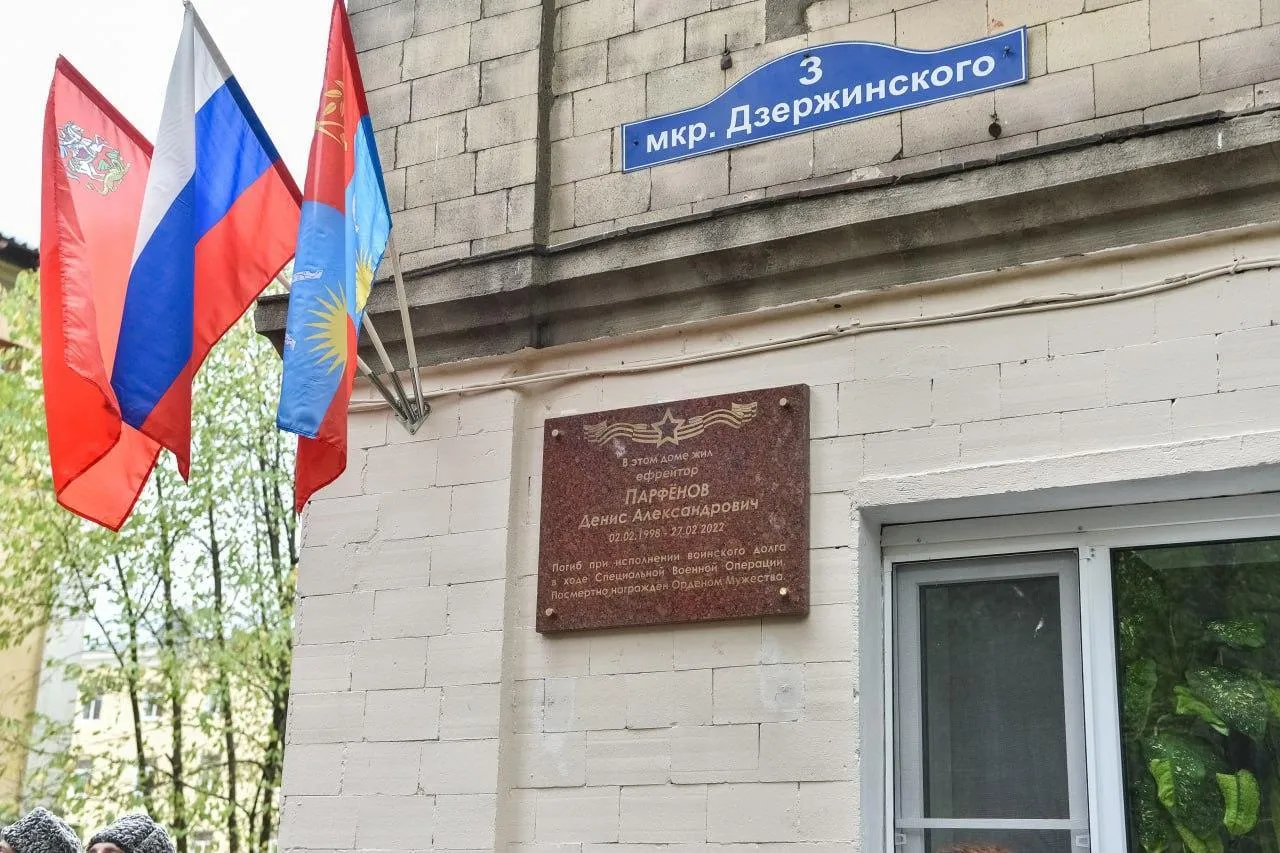 3
мкр. Дзержинского
В этом доме жил
ефрейтор
ПАРФЁНОВ
Денис Александрович
02.02.1998 - 27.02.2022
Погиб при исполнении воинского долга
в ходе Специальной Военной Операции.
Посмертно награжден Орденом Мужества.